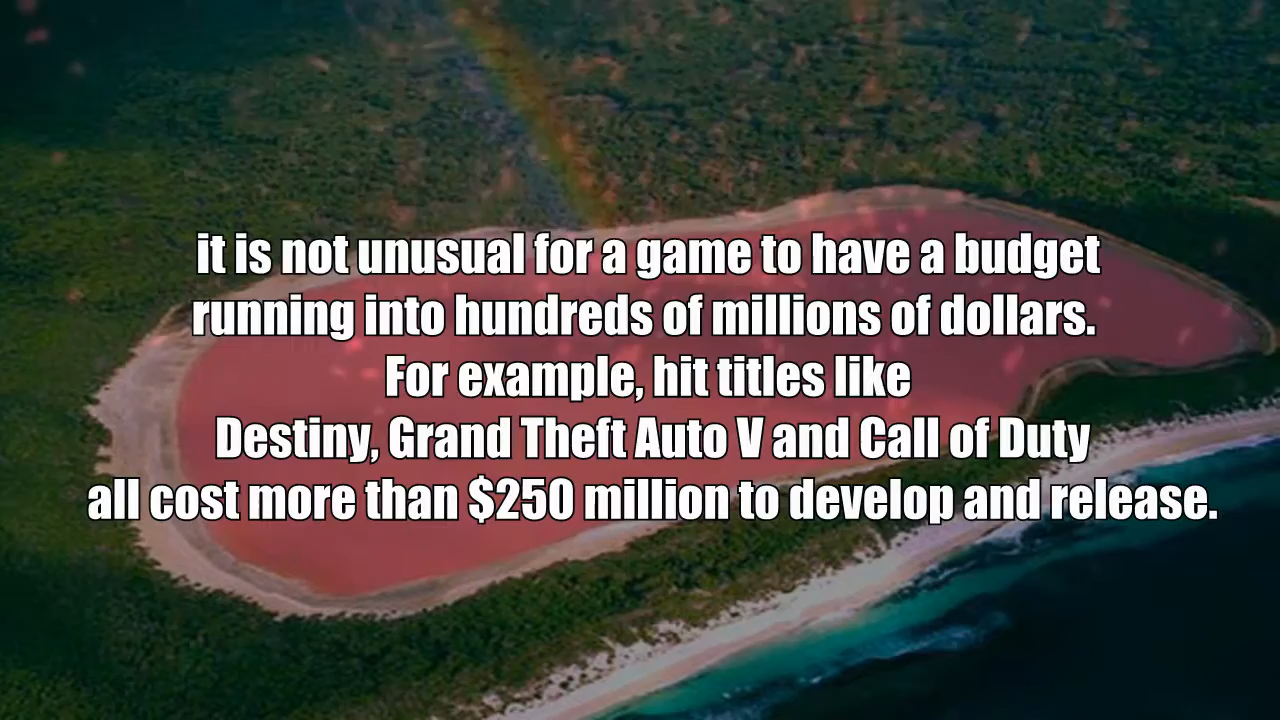 it is not unusual for a game to have a budget
running into hundreds of millions of dollars.
For example, hit titles like
Destiny, Grand Theft Auto V and Call of Duty
all cost more than $250 million to develop and release.